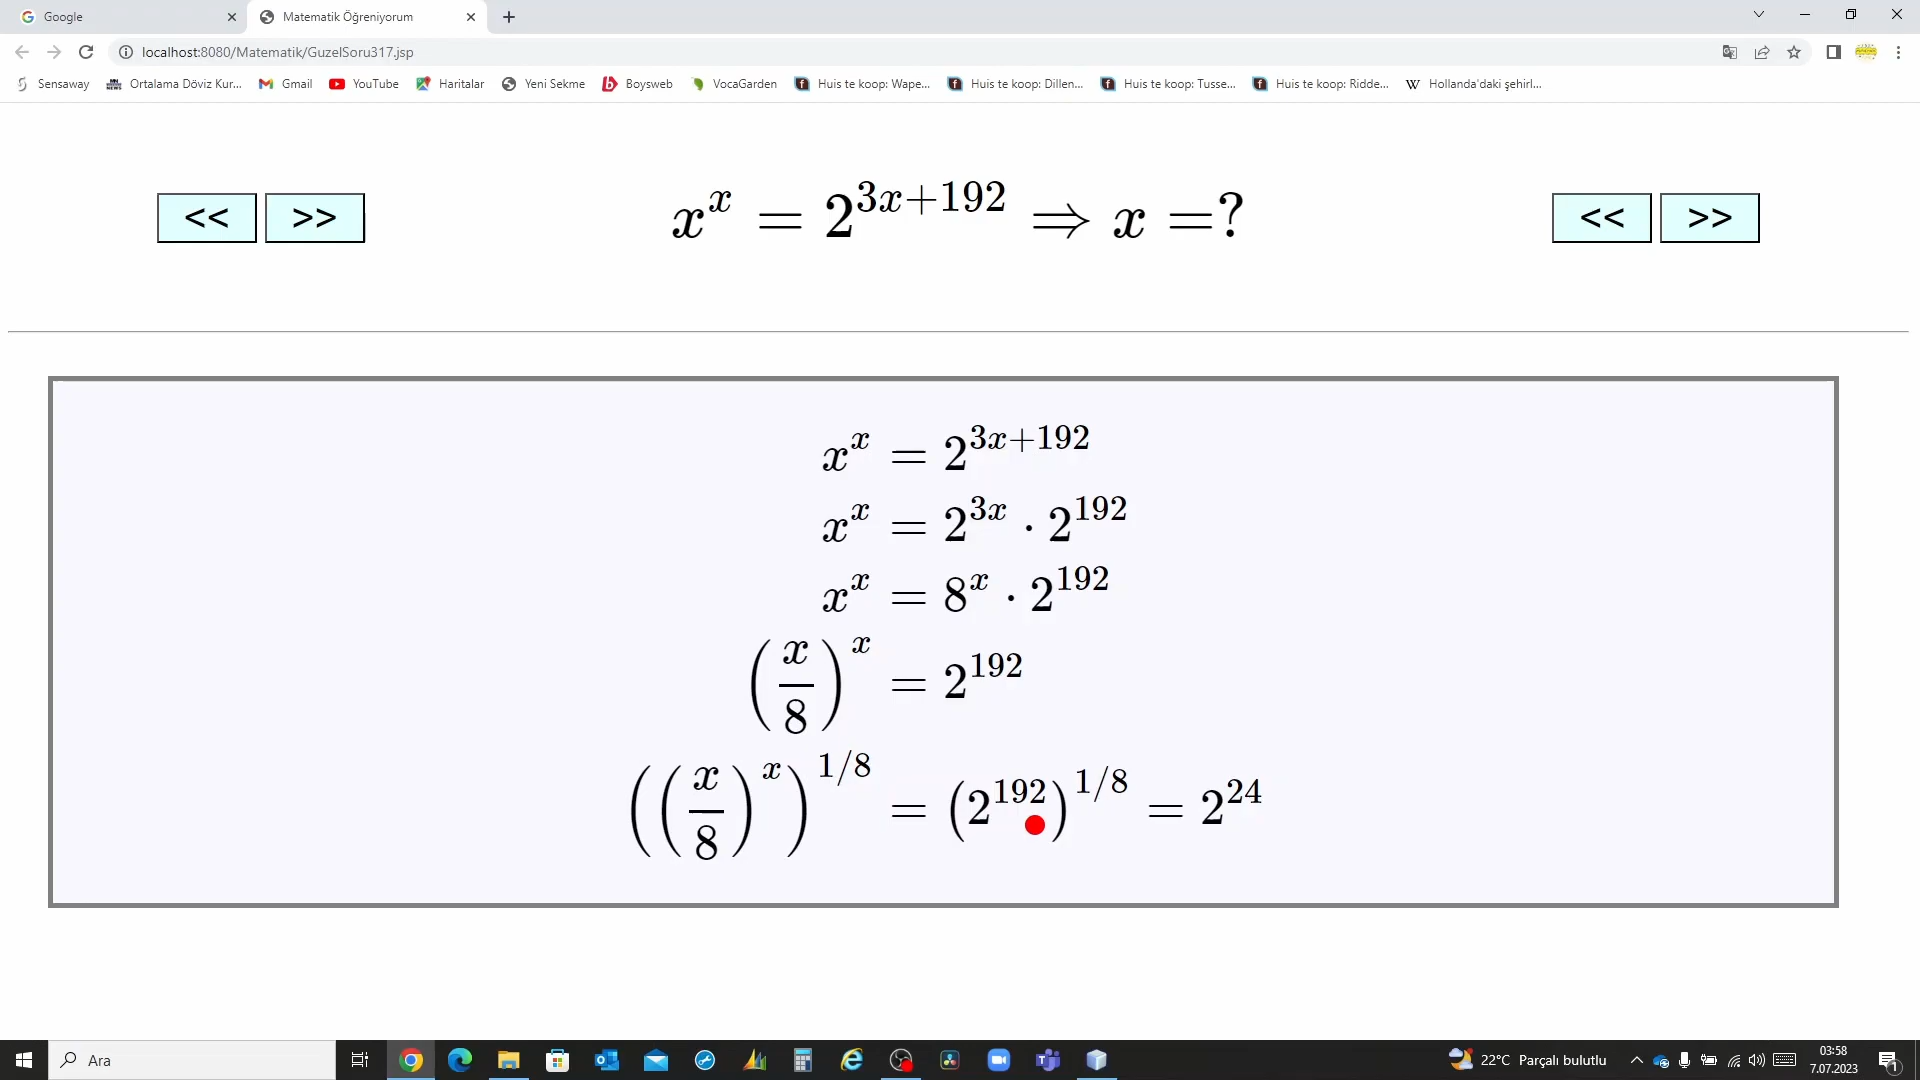 Google
Matematik Öğreniyorum
localhost:8080/Matematik/GuzelSoru317.jsp
Sensaway
Ortalama Döviz Kur...
Gmail
YouTube
Haritalar
Yeni Sekme
Boysweb
VocaGarden
Huis te koop: Wape...
Huis te koop: Dillen...
Huis te koop: Tusse...
Huis te koop: Ridde...
Hollanda'daki şehirl...
<< >> x^x = 2^{3x+192} ⇒ x =? << >>
x^x = 2^{3x+192}
x^x = 2^{3x} · 2^{192}
x^x = 8^x · 2^{192}
(x/8)^x = 2^{192}
((x/8)^x)^{1/8} = (2^{192})^{1/8} = 2^{24}
Ara
22°C Parçalı bulutlu
03:58
7.07.2023
1